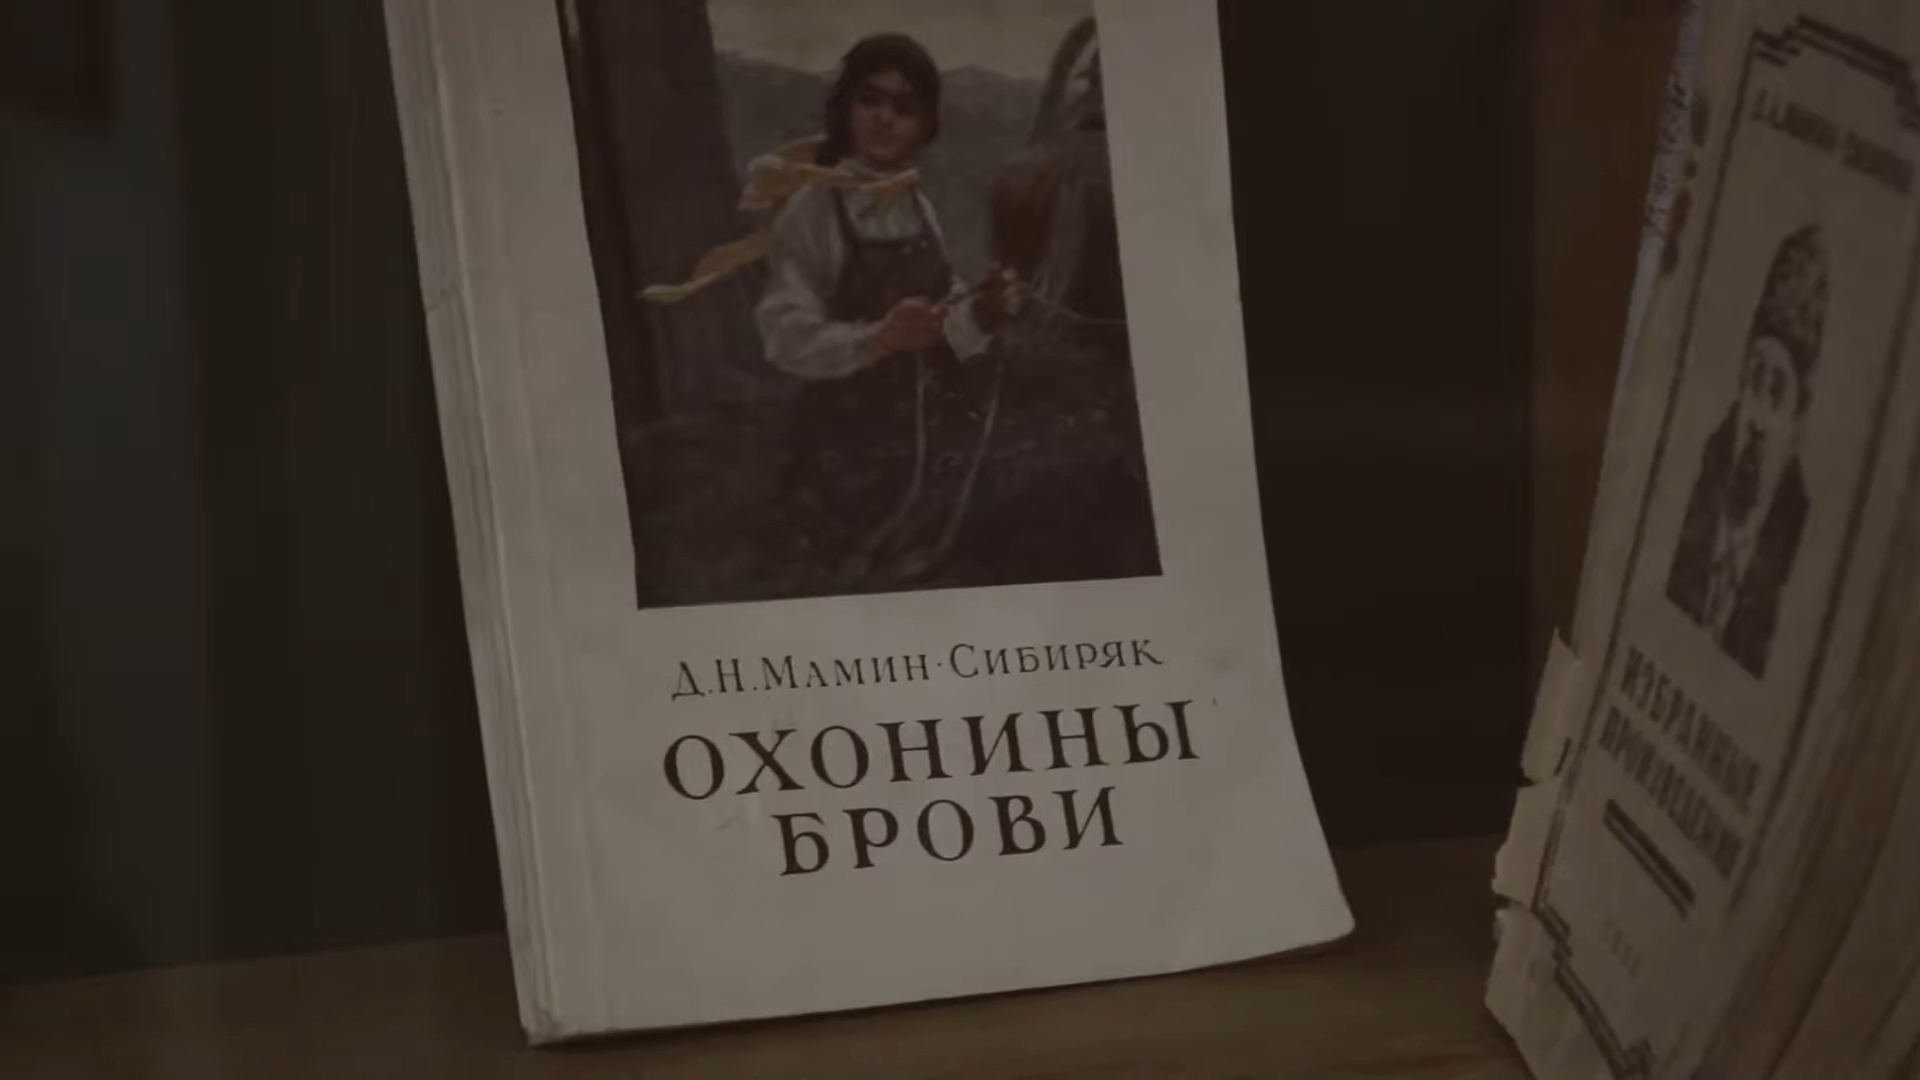 Д.Н.Мамин-Сибиряк
ОХОНИНЫ
БРОВИ
ИЗБРАННЫЕ
ПРОИЗВЕДЕНИЯ